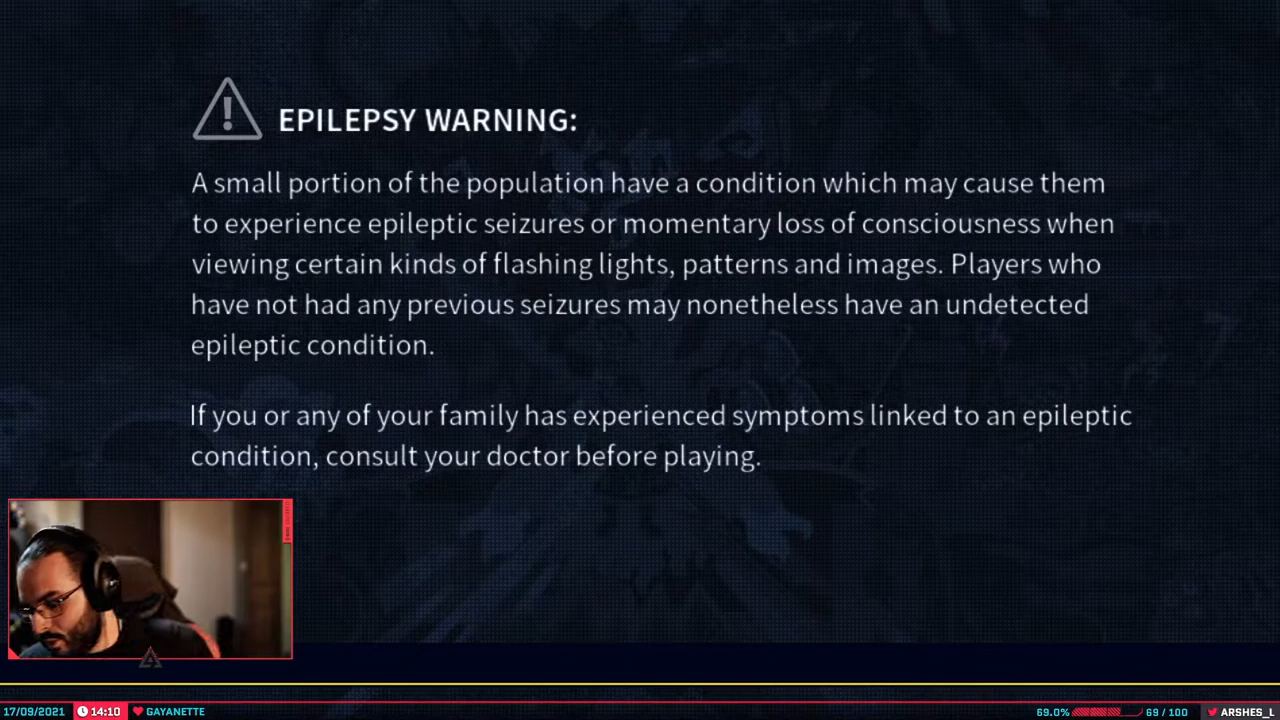 EPILEPSY WARNING:
A small portion of the population have a condition which may cause them
to experience epileptic seizures or momentary loss of consciousness when
viewing certain kinds of flashing lights, patterns and images. Players who
have not had any previous seizures may nonetheless have an undetected
epileptic condition.
If you or any of your family has experienced symptoms linked to an epileptic
condition, consult your doctor before playing.
17/09/2021 14:10 GAYANETTE 69.0% 69 / 100 ARSHES_L